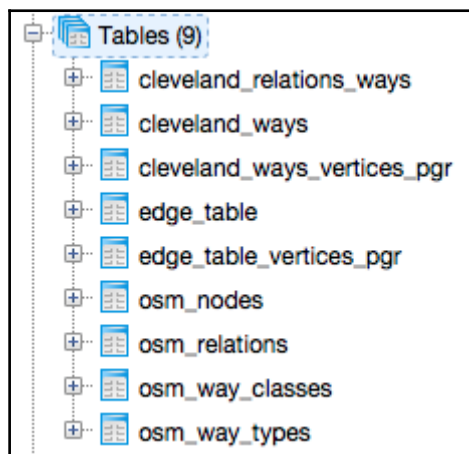 Tables (9)
cleveland_relations_ways
cleveland_ways
cleveland_ways_vertices_pgr
edge_table
edge_table_vertices_pgr
osm_nodes
osm_relations
osm_way_classes
osm_way_types